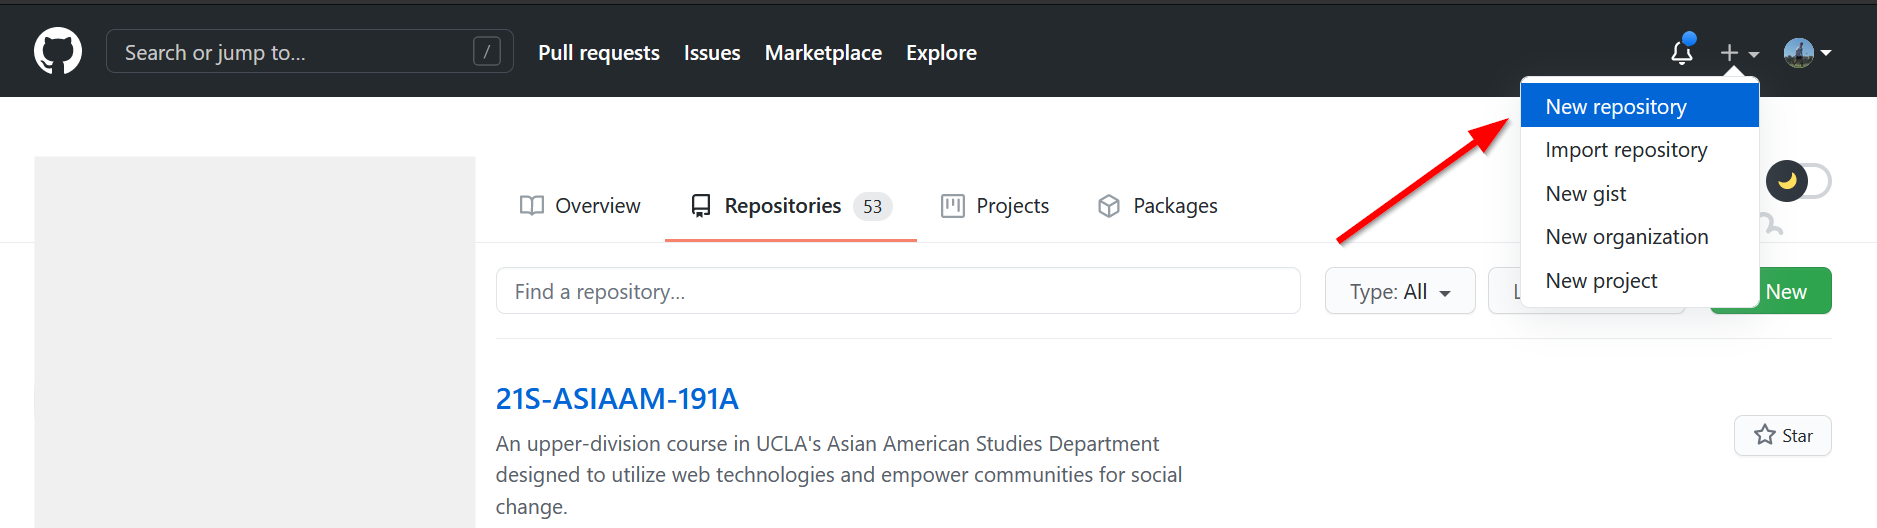 Search or jump to... /
Pull requests Issues Marketplace Explore
New repository
Import repository
New gist
New organization
New project
Overview Repositories 53 Projects Packages
Find a repository... Type: All New
21S-ASIAAM-191A
An upper-division course in UCLA's Asian American Studies Department
designed to utilize web technologies and empower communities for social
change.
Star